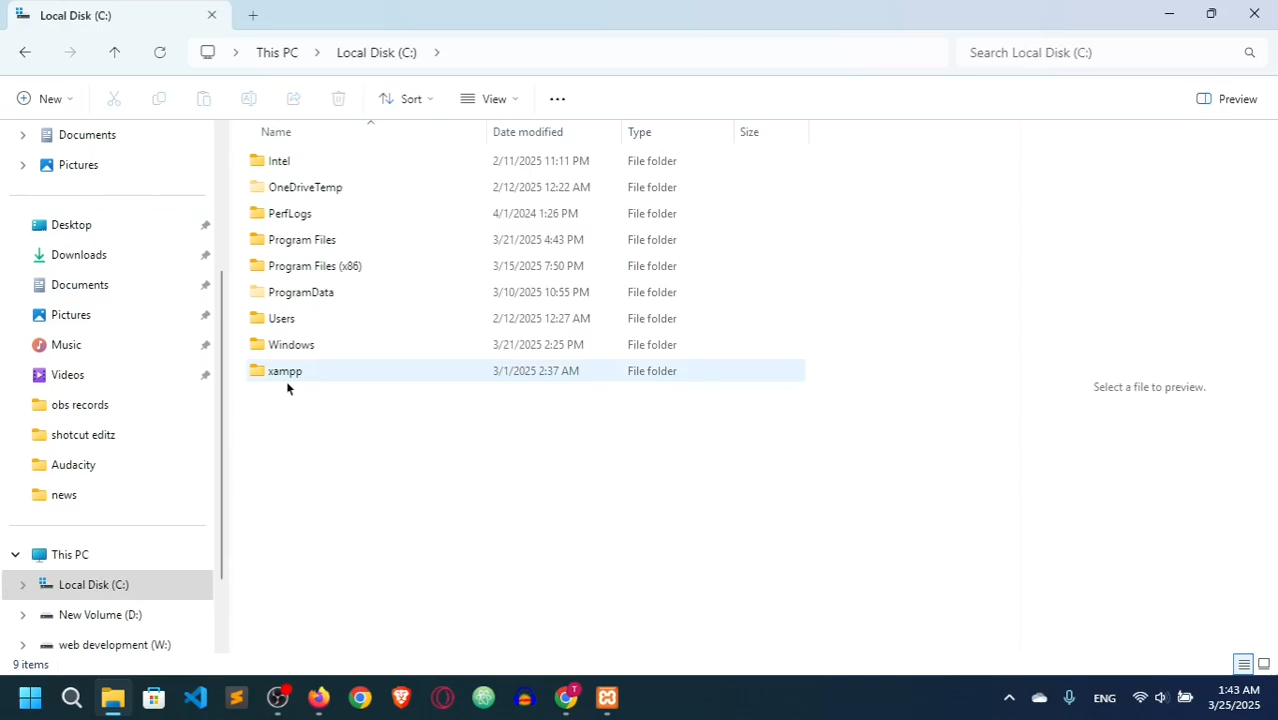 Local Disk (C:)
This PC
Local Disk (C:)
Search Local Disk (C:)
New
Sort
View
Preview
Documents
Pictures
Desktop
Downloads
Documents
Pictures
Music
Videos
obs records
shotcut editz
Audacity
news
This PC
Local Disk (C:)
New Volume (D:)
web development (W:)
Name Date modified Type Size
Intel 2/11/2025 11:11 PM File folder
OneDriveTemp 2/12/2025 12:22 AM File folder
PerfLogs 4/1/2024 1:26 PM File folder
Program Files 3/21/2025 4:43 PM File folder
Program Files (x86) 3/15/2025 7:50 PM File folder
ProgramData 3/10/2025 10:55 PM File folder
Users 2/12/2025 12:27 AM File folder
Windows 3/21/2025 2:25 PM File folder
xampp 3/1/2025 2:37 AM File folder
Select a file to preview.
9 items
ENG
1:43 AM
3/25/2025